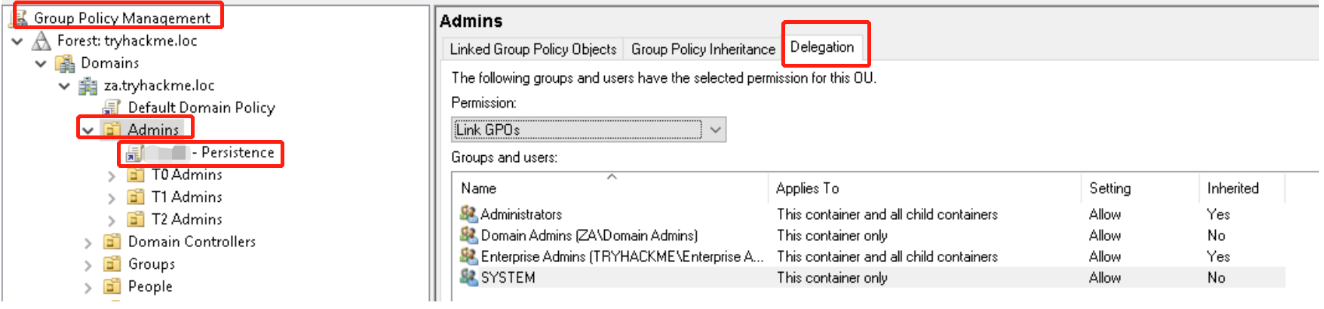 Group Policy Management
Forest: tryhackme.loc
Domains
za.tryhackme.loc
Default Domain Policy
Admins
- Persistence
T0 Admins
T1 Admins
T2 Admins
Domain Controllers
Groups
People
Admins
Linked Group Policy Objects Group Policy Inheritance Delegation
The following groups and users have the selected permission for this OU.
Permission:
Link GPOs
Groups and users:
Name Applies To Setting Inherited
Administrators This container and all child containers Allow Yes
Domain Admins (ZA\Domain Admins) This container only Allow No
Enterprise Admins (TRYHACKME\Enterprise A... This container and all child containers Allow Yes
SYSTEM This container only Allow No